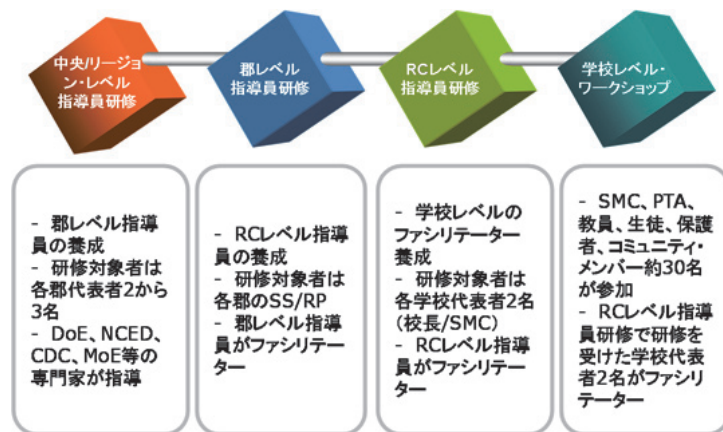 中央/リージョ
ン・レベル
指導員研修
郡レベル
指導員研修
RCレベル
指導員研修
学校レベル・
ワークショップ
- 郡レベル指導
員の養成
- 研修対象者は
各郡代表者2から
3名
- DoE、NCED、
CDC、MoE等の
専門家が指導
- RCレベル指導
員の養成
- 研修対象者は
各郡のSS/RP
- 郡レベル指導員
がファシリテー
ター
- 学校レベルの
ファシリテーター
養成
- 研修対象者は
各学校代表者2名
(校長/SMC)
- RCレベル指導
員がファシリテー
ター
- SMC、PTA、
教員、生徒、保護
者、コミュニティ・
メンバー約30名
が参加
- RCレベル指導
員研修で研修を
受けた学校代表
者2名がファシリ
テーター